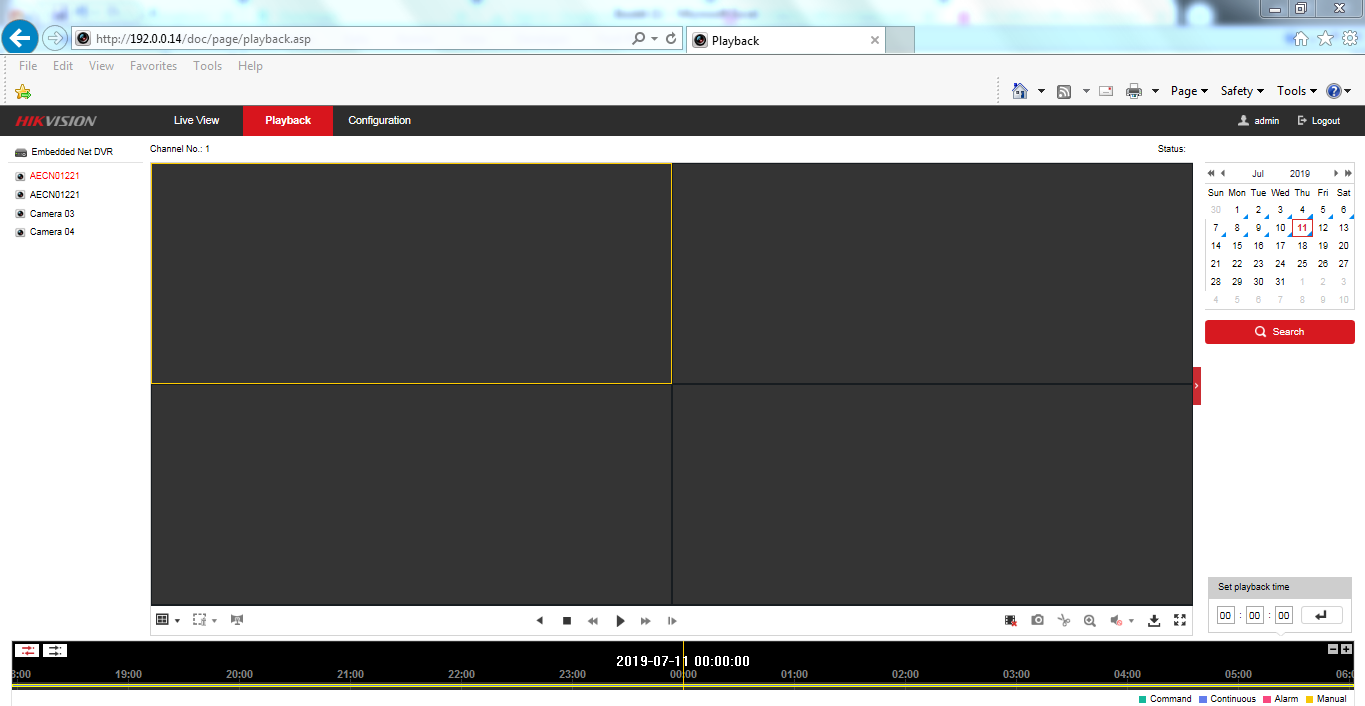 http://192.0.0.14/doc/page/playback.asp
Playback
File Edit View Favorites Tools Help
Page Safety Tools
HIKVISION Live View Playback Configuration admin Logout
Embedded Net DVR
AECN01221
AECN01221
Camera 03
Camera 04
Channel No.: 1 Status:
Jul 2019
Sun Mon Tue Wed Thu Fri Sat
30 1 2 3 4 5 6
7 8 9 10 11 12 13
14 15 16 17 18 19 20
21 22 23 24 25 26 27
28 29 30 31 1 2 3
4 5 6 7 8 9 10
Search
Set playback time
00 : 00 : 00
2019-07-11 00:00:00
8:00 19:00 20:00 21:00 22:00 23:00 00:00 01:00 02:00 03:00 04:00 05:00 06:0
Command Continuous Alarm Manual